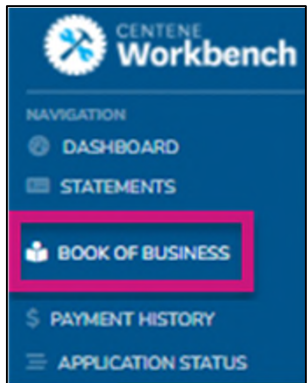 CENTENE
Workbench
NAVIGATION
DASHBOARD
STATEMENTS
BOOK OF BUSINESS
PAYMENT HISTORY
APPLICATION STATUS